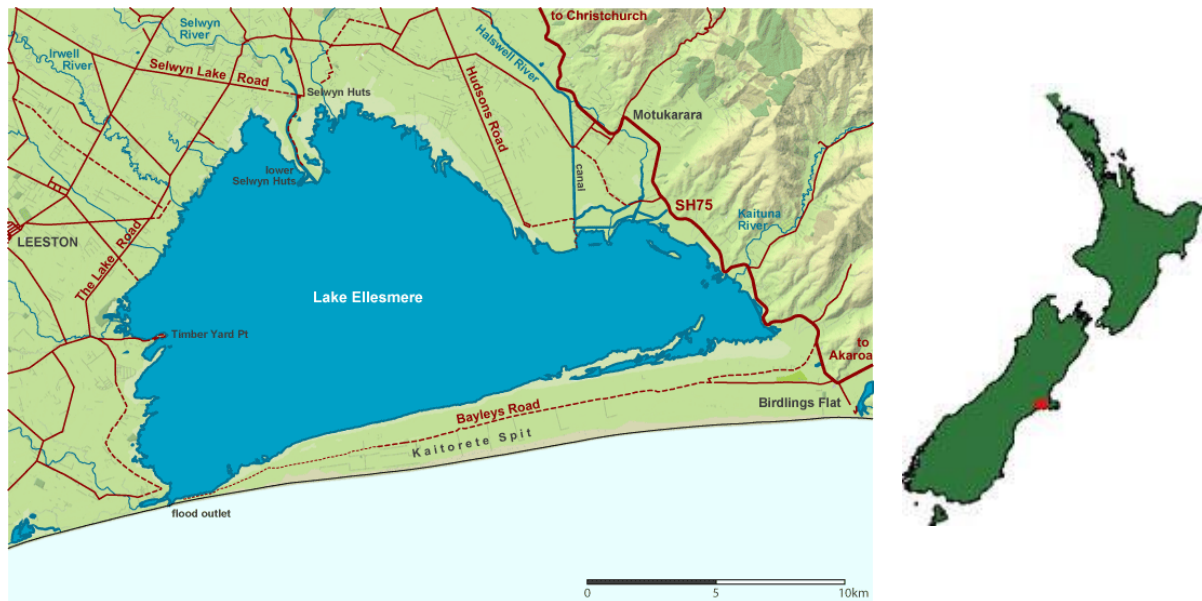 to Christchurch
Selwyn
River
Halswell River
Irwell
River
Selwyn Lake Road
Selwyn Huts
Hudsons Road
Motukarara
lower
Selwyn Huts
canal
SH75
Kaituna
River
LEESTON
The Lake Road
Lake Ellesmere
Timber Yard Pt
to
Akaroa
Bayleys Road
Birdlings Flat
Kaitorete Spit
flood outlet
0 5 10km